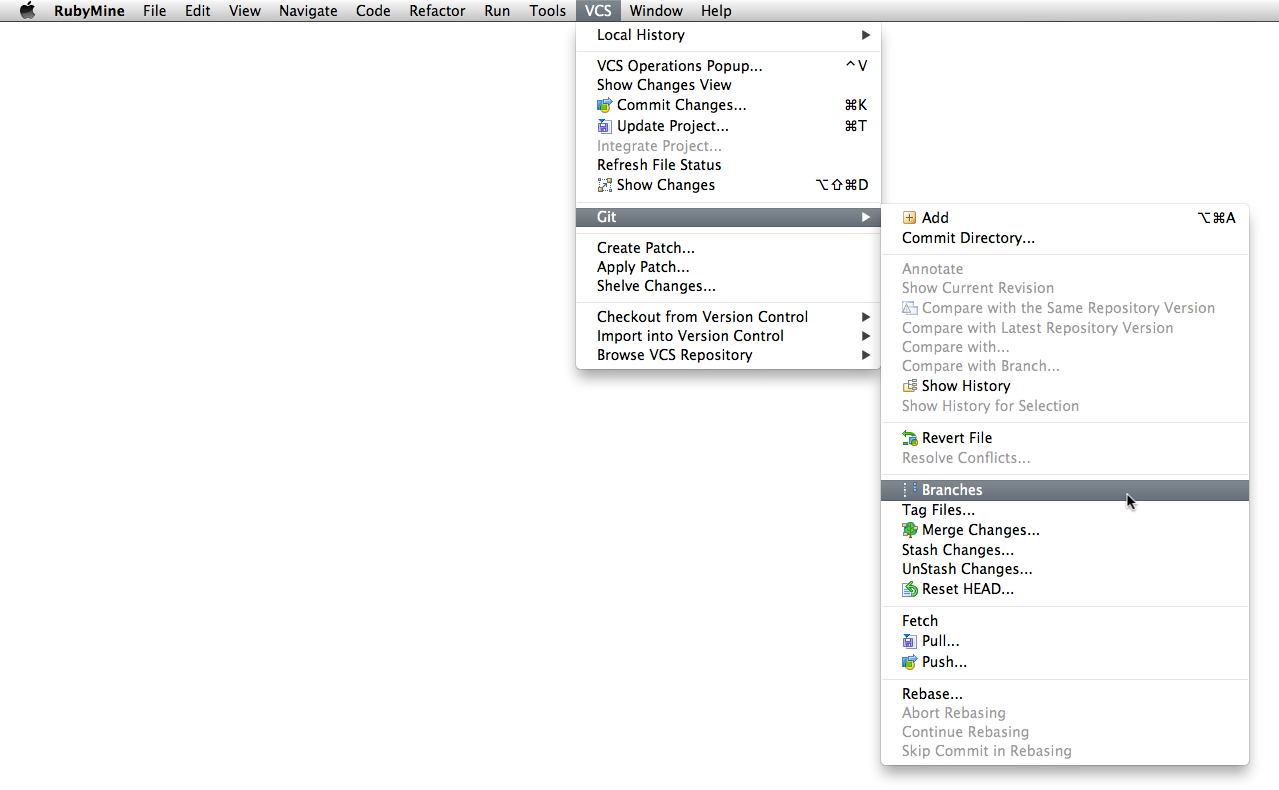 RubyMine File Edit View Navigate Code Refactor Run Tools VCS Window Help
Local History
VCS Operations Popup... ^V
Show Changes View
Commit Changes... ⌘K
Update Project... ⌘T
Integrate Project...
Refresh File Status
Show Changes ⌥⇧⌘D
Git
Create Patch...
Apply Patch...
Shelve Changes...
Checkout from Version Control
Import into Version Control
Browse VCS Repository
Add ⌥⌘A
Commit Directory...
Annotate
Show Current Revision
Compare with the Same Repository Version
Compare with Latest Repository Version
Compare with...
Compare with Branch...
Show History
Show History for Selection
Revert File
Resolve Conflicts...
Branches
Tag Files...
Merge Changes...
Stash Changes...
UnStash Changes...
Reset HEAD...
Fetch
Pull...
Push...
Rebase...
Abort Rebasing
Continue Rebasing
Skip Commit in Rebasing